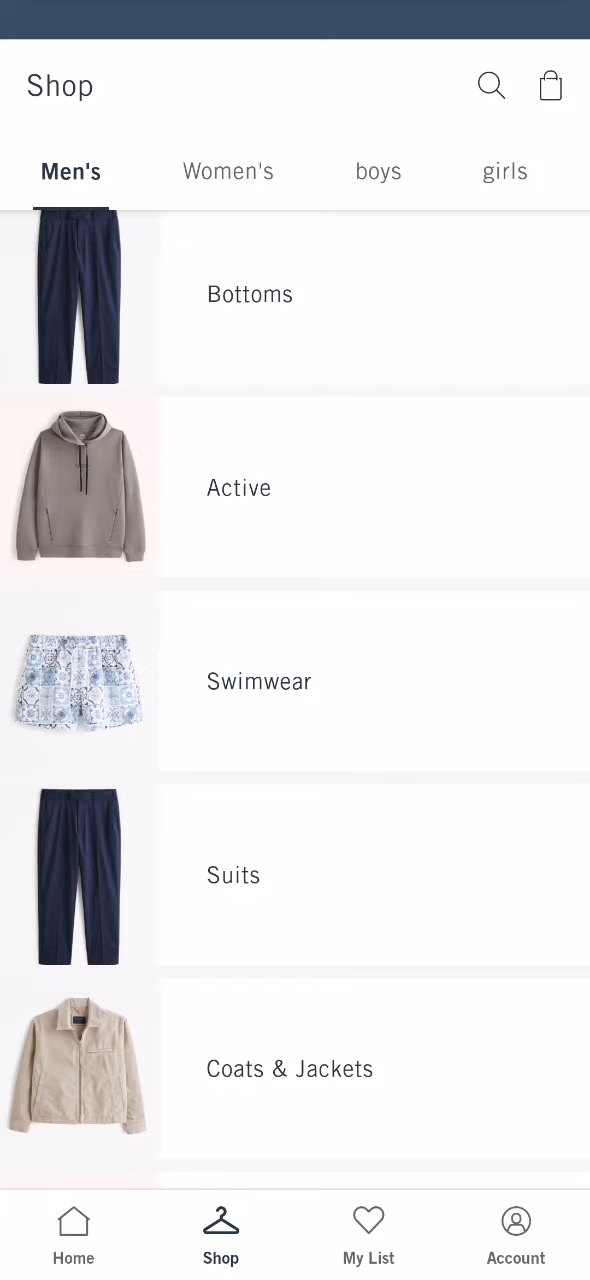 Shop
Men's Women's boys girls
Bottoms
Active
Swimwear
Suits
Coats & Jackets
Home Shop My List Account